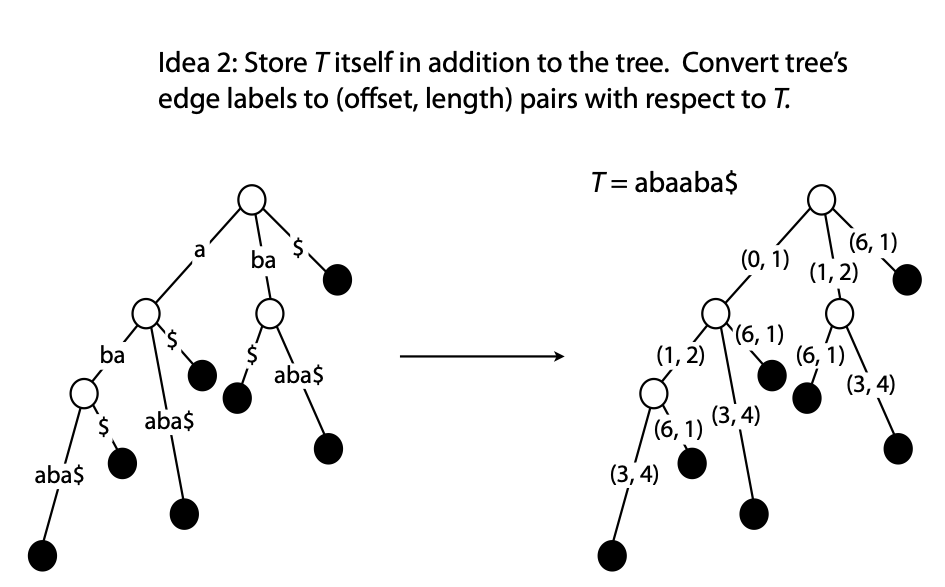 Idea 2: Store T itself in addition to the tree. Convert tree's
edge labels to (offset, length) pairs with respect to T.
T = abaaba$
a
ba
$
ba
$
$
aba$
$
aba$
aba$
(0, 1)
(1, 2)
(6, 1)
(1, 2)
(6, 1)
(6, 1)
(3, 4)
(6, 1)
(3, 4)
(3, 4)